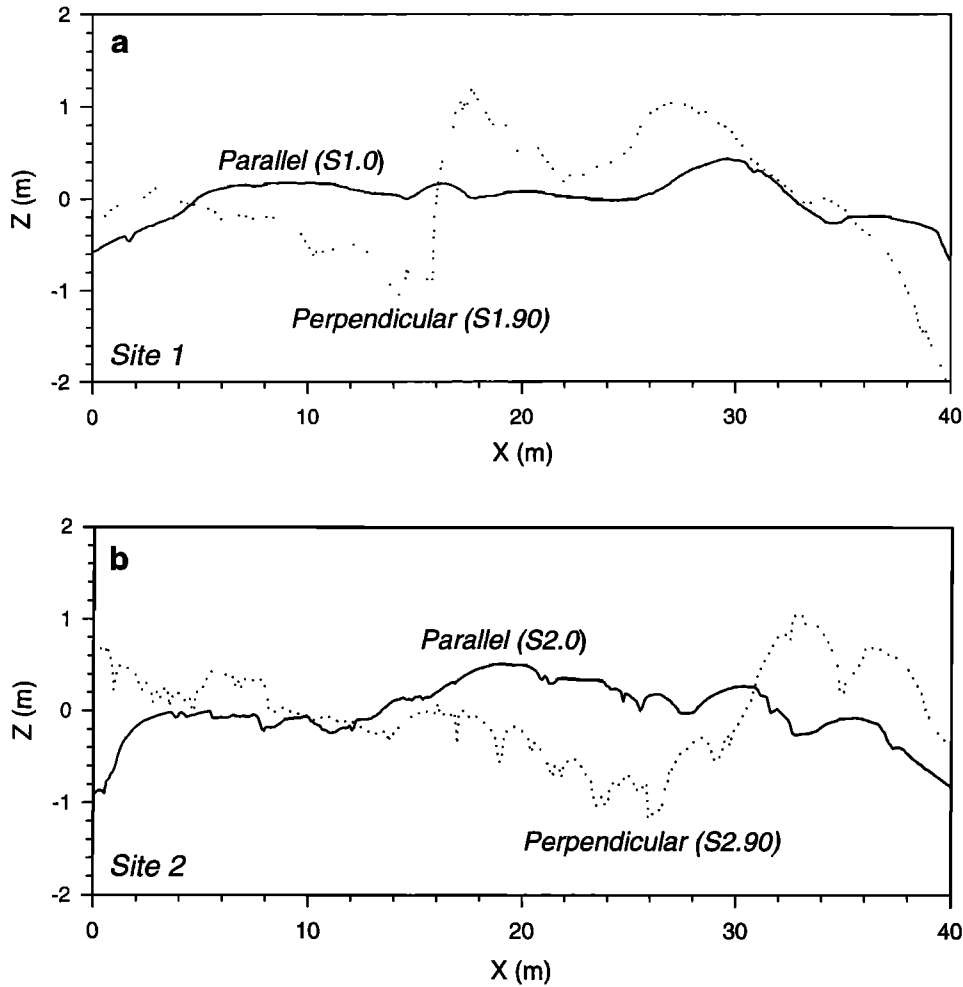 a
2
1
0
-1
-2
Z (m)
Parallel (S1.0)
Perpendicular (S1.90)
Site 1
0 10 20 30 40
X (m)
b
2
1
0
-1
-2
Z (m)
Parallel (S2.0)
Perpendicular (S2.90)
Site 2
0 10 20 30 40
X (m)